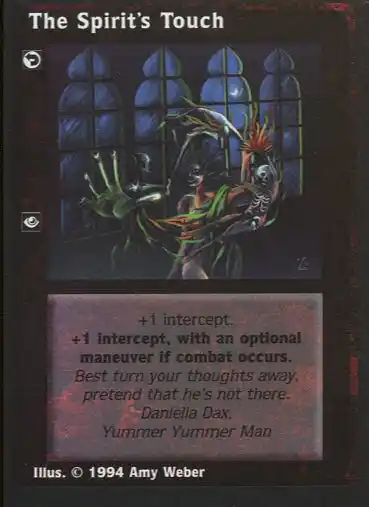 The Spirit's Touch
+1 intercept.
+1 intercept, with an optional
maneuver if combat occurs.
Best turn your thoughts away,
pretend that he's not there.
Daniella Dax,
Yummer Yummer Man
Illus. © 1994 Amy Weber